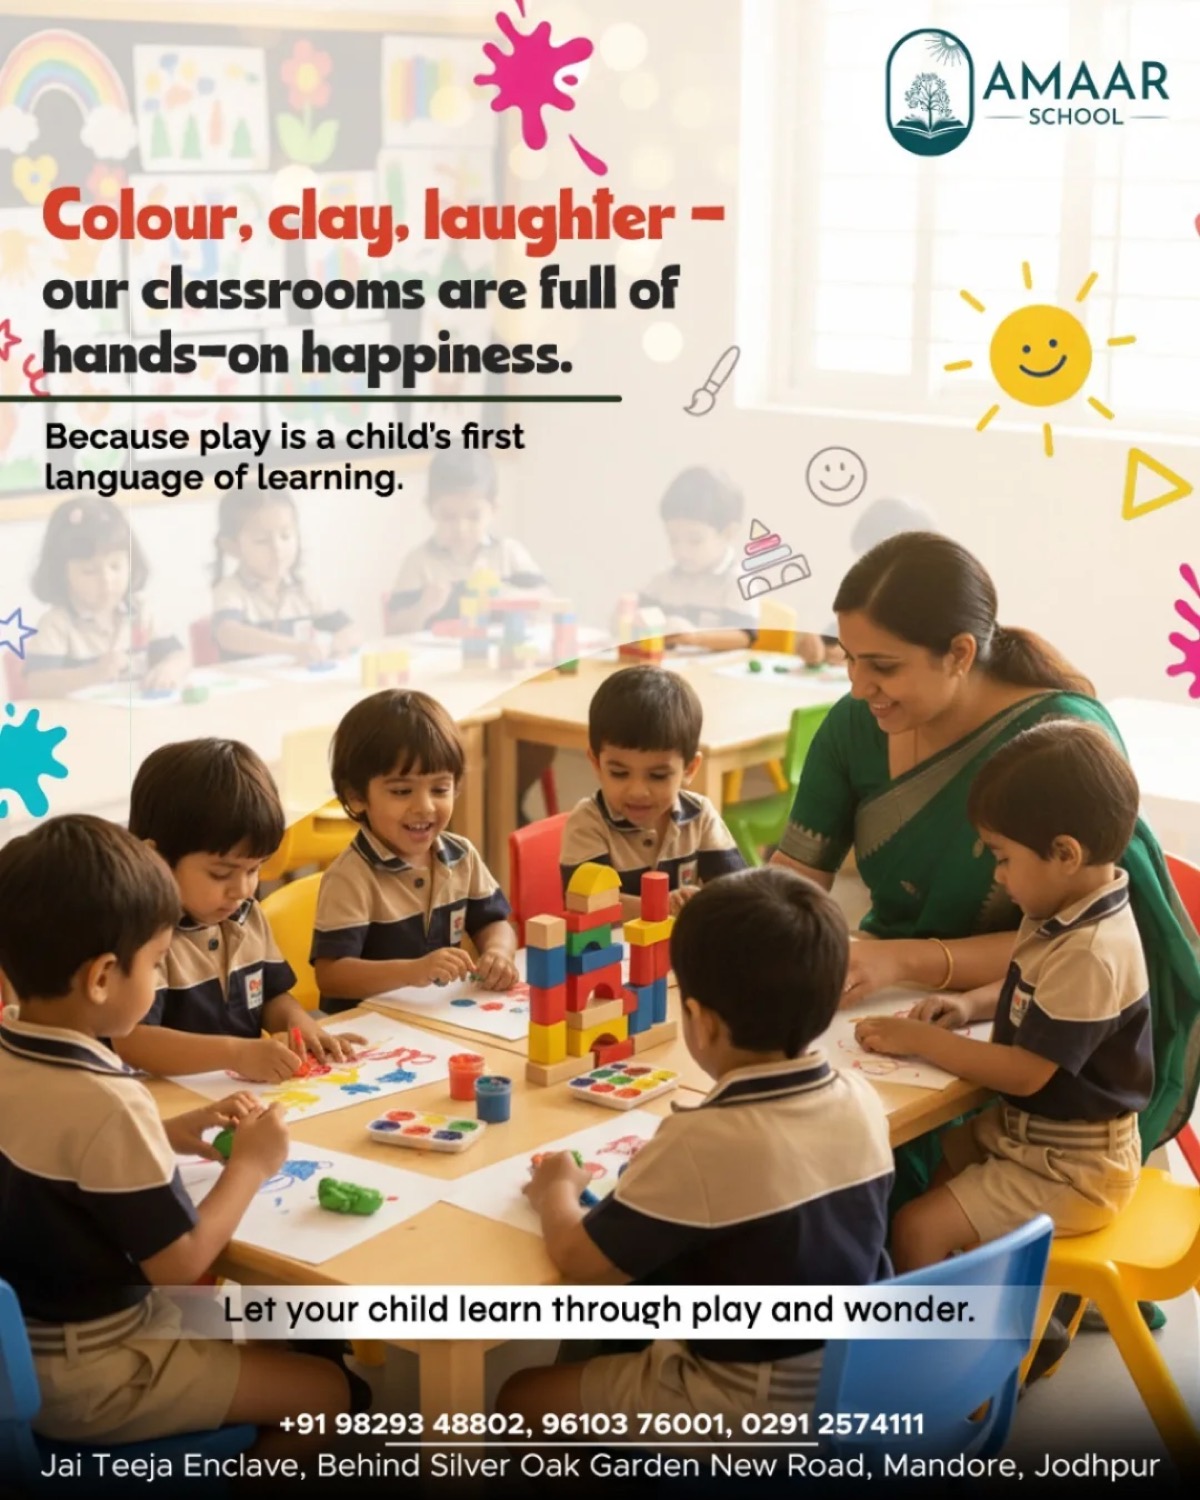 AMAAR
SCHOOL
Colour, clay, laughter –
our classrooms are full of
hands-on happiness.
Because play is a child's first
language of learning.
Let your child learn through play and wonder.
+91 98293 48802, 96103 76001, 0291 2574111
Jai Teeja Enclave, Behind Silver Oak Garden New Road, Mandore, Jodhpur